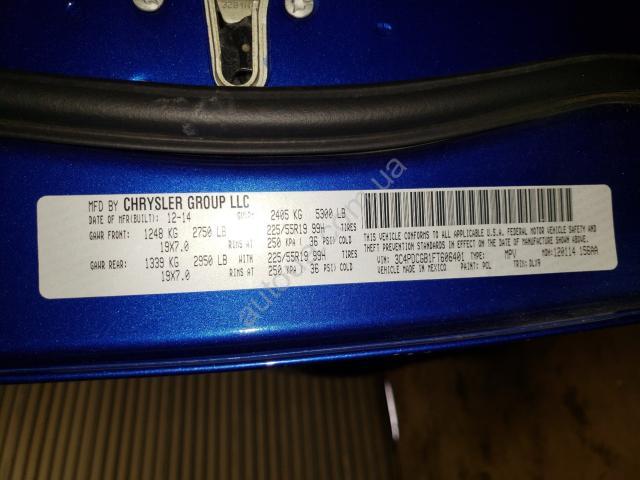 MFD BY CHRYSLER GROUP LLC
DATE OF MFR(BUILT): 12-14 GVWR: 2405 KG 5300 LB
GAWR FRONT: 1248 KG 2750 LB 225/55R19 99H TIRES
19X7.0 RIMS AT 250 KPA ( 36 PSI) COLD
GAWR REAR: 1339 KG 2950 LB 225/55R19 99H TIRES
19X7.0 RIMS AT 250 KPA ( 36 PSI) COLD
THIS VEHICLE CONFORMS TO ALL APPLICABLE U.S.A. FEDERAL MOTOR VEHICLE SAFETY AND
THEFT PREVENTION STANDARDS IN EFFECT ON THE DATE OF MANUFACTURE SHOWN ABOVE.
VIN: 3C4PDCGB1FT606401 TYPE: MPV MDH: 120114 158AA
MADE IN MEXICO PAINT: PCL TRIM: DLX9